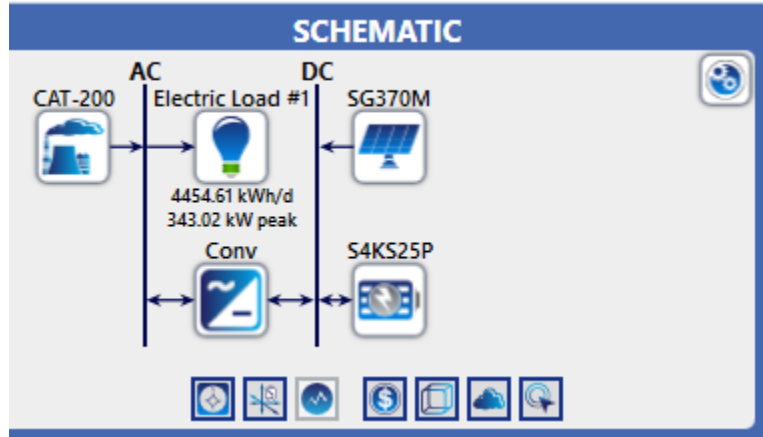 SCHEMATIC
AC DC
CAT-200 Electric Load #1 SG370M
4454.61 kWh/d
343.02 kW peak
Conv S4KS25P